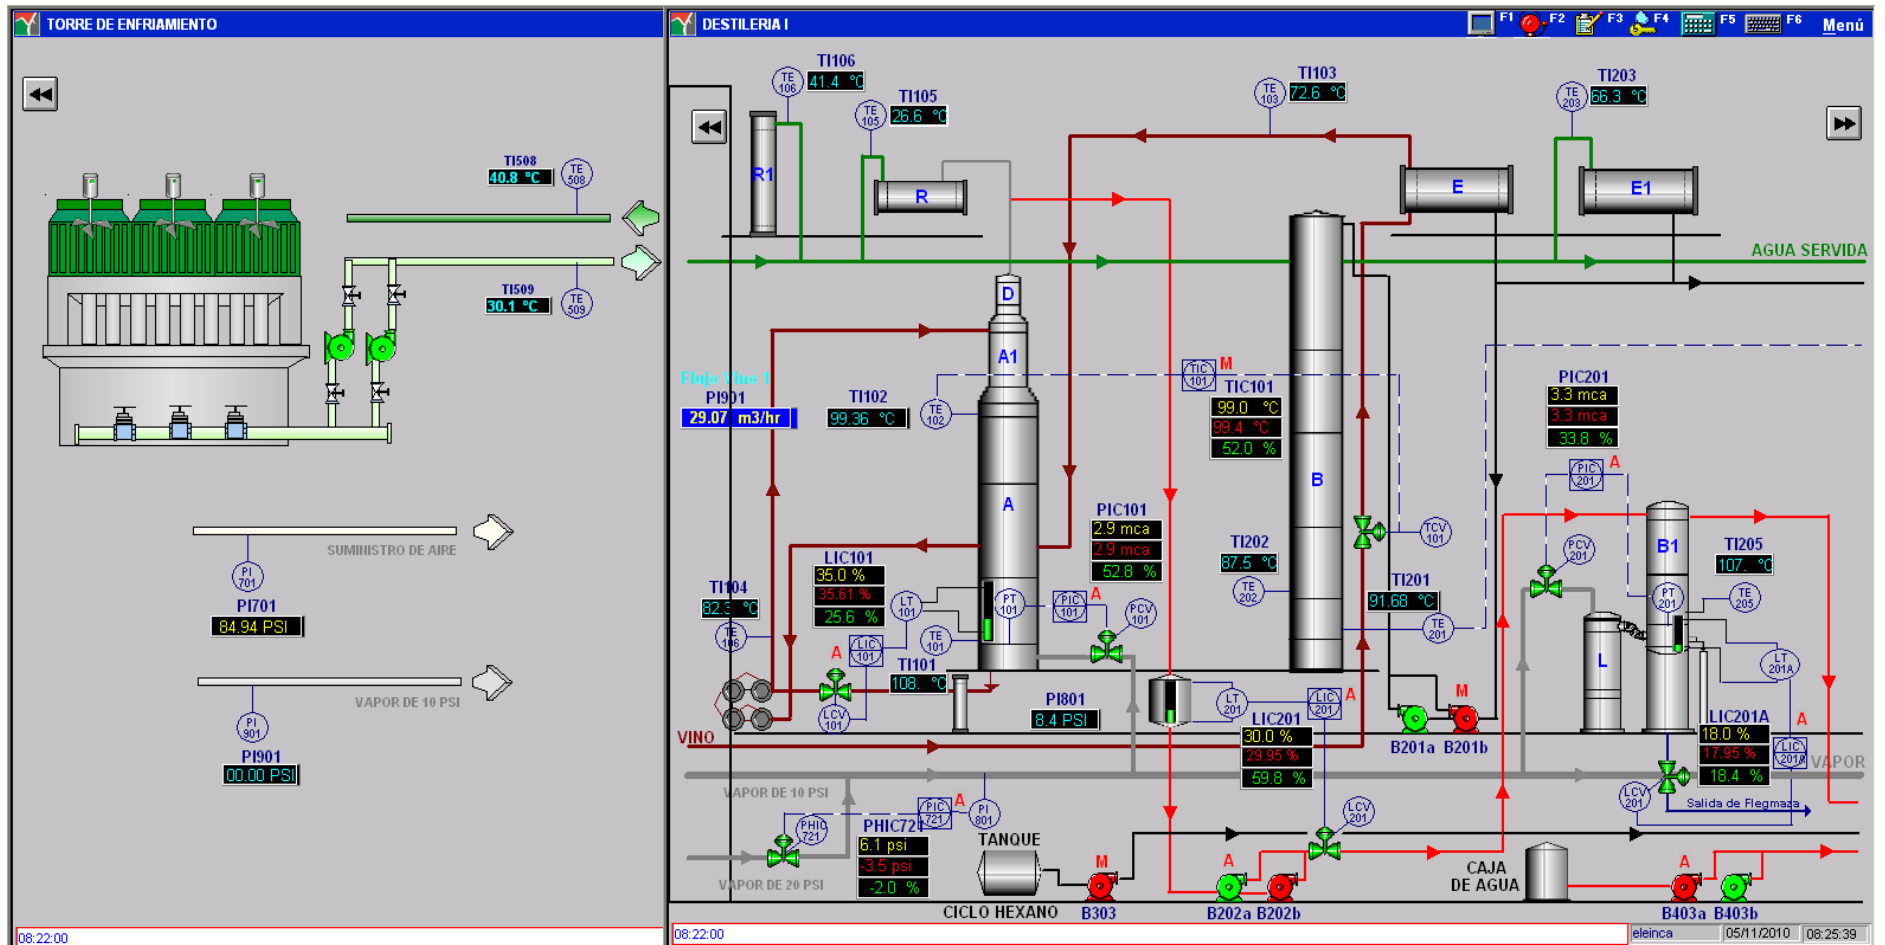 TORRE DE ENFRIAMIENTO
TI508
40.8 °C
TE 508
TI509
30.1 °C
TE 509
SUMINISTRO DE AIRE
PI 701
PI701
84.94 PSI
VAPOR DE 10 PSI
PI 901
PI901
00.00 PSI
08:22:00
DESTILERIA I
F1
F2
F3
F4
F5
F6
Menú
TI106
TE 106
41.4 °C
TI105
TE 105
26.6 °C
TI103
TE 103
72.6 °C
TI203
TE 203
66.3 °C
R1
R
E
E1
AGUA SERVIDA
D
A1
A
B
B1
L
Flujo Vino 1
PI901
29.07 m3/hr
TI102
99.36 °C
TE 102
TIC 101
M
TIC101
99.0 °C
99.4 °C
52.0 %
PIC201
3.3 mca
3.3 mca
33.8 %
PIC 201
A
PIC101
2.9 mca
2.9 mca
52.8 %
PIC 101
A
PCV 101
PT 101
TI202
87.5 °C
TE 202
TCV 101
TI201
91.68 °C
TE 201
PCV 201
PT 201
TI205
107. °C
TE 205
LIC101
35.0 %
35.61 %
25.6 %
LT 101
LIC 101
A
LCV 101
TE 101
TI101
108. °C
TI104
82.3 °C
TE 106
VINO
PI801
8.4 PSI
LT 201
LIC 201
A
LIC201
30.0 %
29.95 %
59.8 %
B201a
M
B201b
LT 201A
LIC201A
A
18.0 %
17.95 %
18.4 %
LIC 201A
LCV 201
VAPOR
Salida de Flegmaza
VAPOR DE 10 PSI
PIC 721
A
PI 801
PHIC 721
PHIC721
6.1 psi
-3.5 psi
-2.0 %
VAPOR DE 20 PSI
TANQUE
CICLO HEXANO
M
B303
A
B202a B202b
LCV 201
CAJA DE AGUA
A
B403a B403b
08:22:00
eleinca
05/11/2010
08:25:39